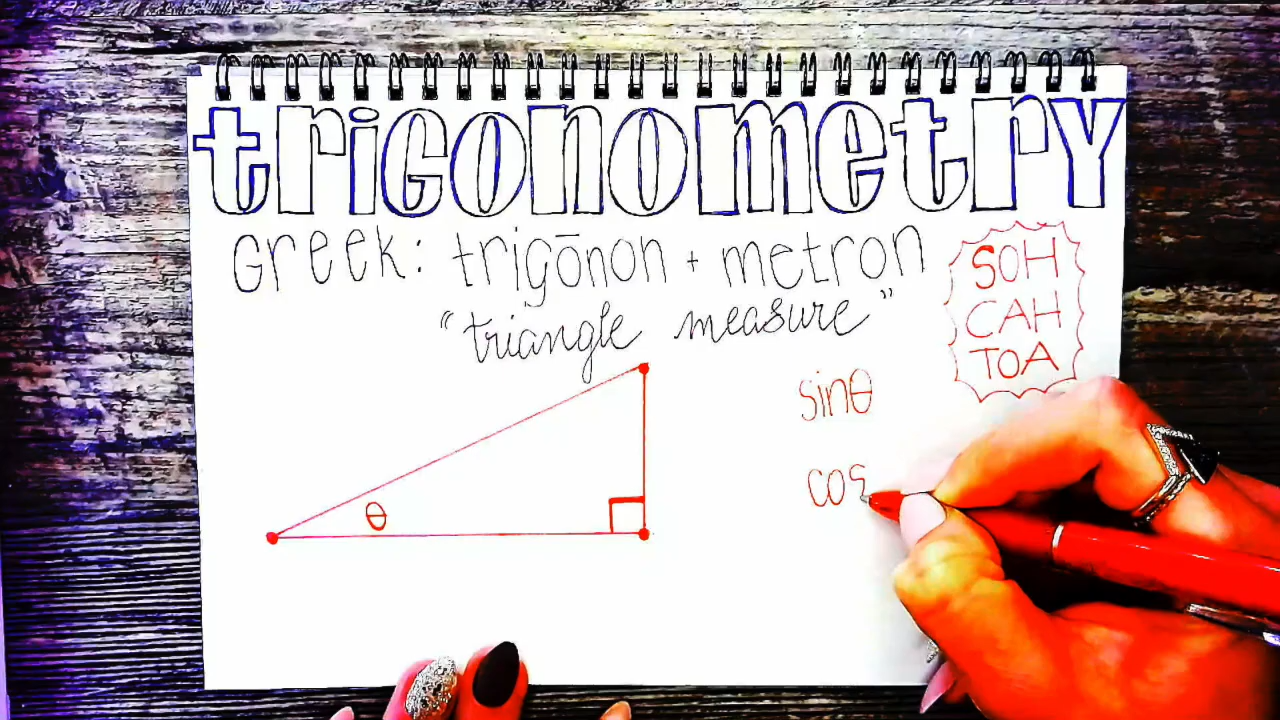 trigonometry
Greek: trigōnon + metron
"triangle measure"
SOH
CAH
TOA
sinθ
cos
θ